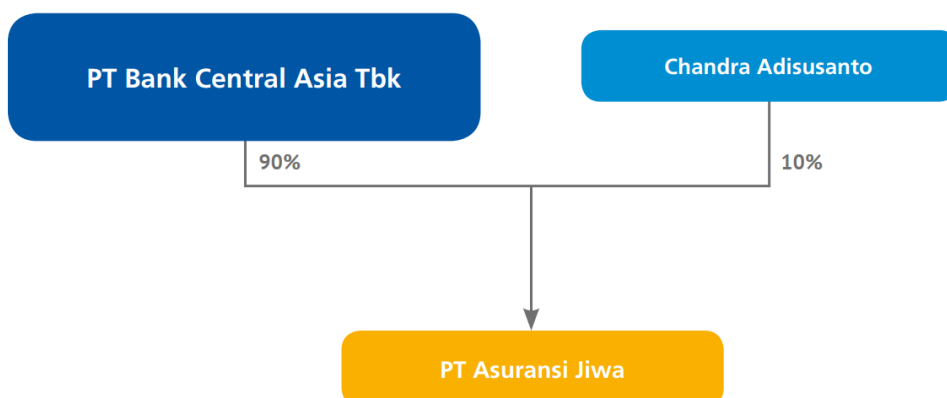 PT Bank Central Asia Tbk
Chandra Adisusanto
90%
10%
PT Asuransi Jiwa